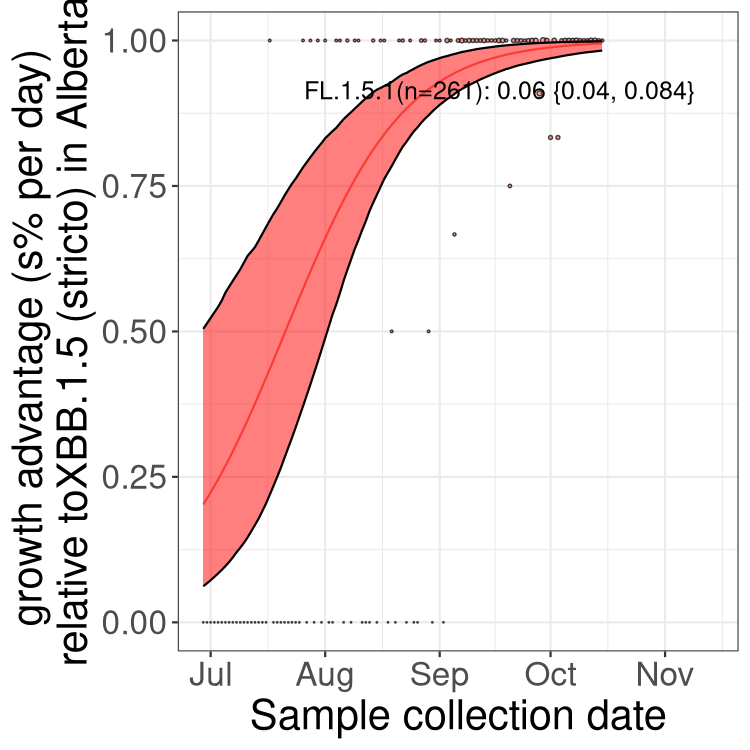 growth advantage (s% per day)
relative toXBB.1.5 (stricto) in Alberta
1.00
0.75
0.50
0.25
0.00
FL.1.5.1(n=261): 0.06 {0.04, 0.084}
Jul Aug Sep Oct Nov
Sample collection date